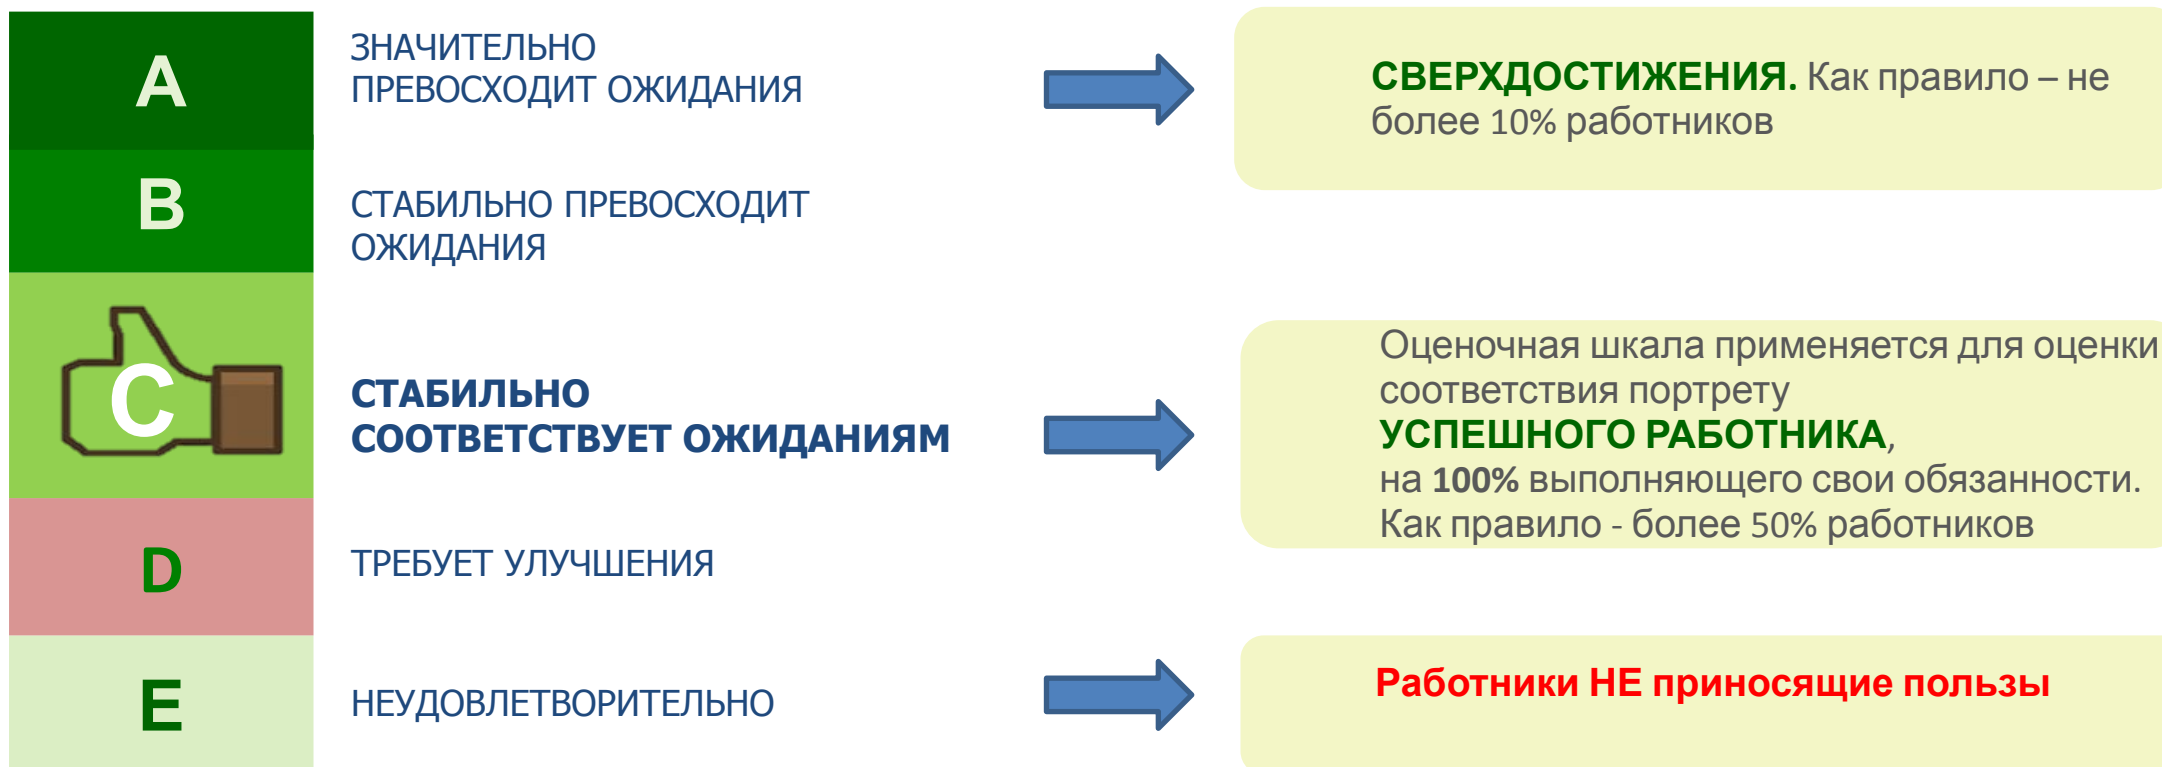 A
ЗНАЧИТЕЛЬНО
ПРЕВОСХОДИТ ОЖИДАНИЯ
СВЕРХДОСТИЖЕНИЯ. Как правило – не
более 10% работников
B
СТАБИЛЬНО ПРЕВОСХОДИТ
ОЖИДАНИЯ
C
СТАБИЛЬНО
СООТВЕТСТВУЕТ ОЖИДАНИЯМ
Оценочная шкала применяется для оценки
соответствия портрету
УСПЕШНОГО РАБОТНИКА,
на 100% выполняющего свои обязанности.
Как правило - более 50% работников
D
ТРЕБУЕТ УЛУЧШЕНИЯ
E
НЕУДОВЛЕТВОРИТЕЛЬНО
Работники НЕ приносящие пользы